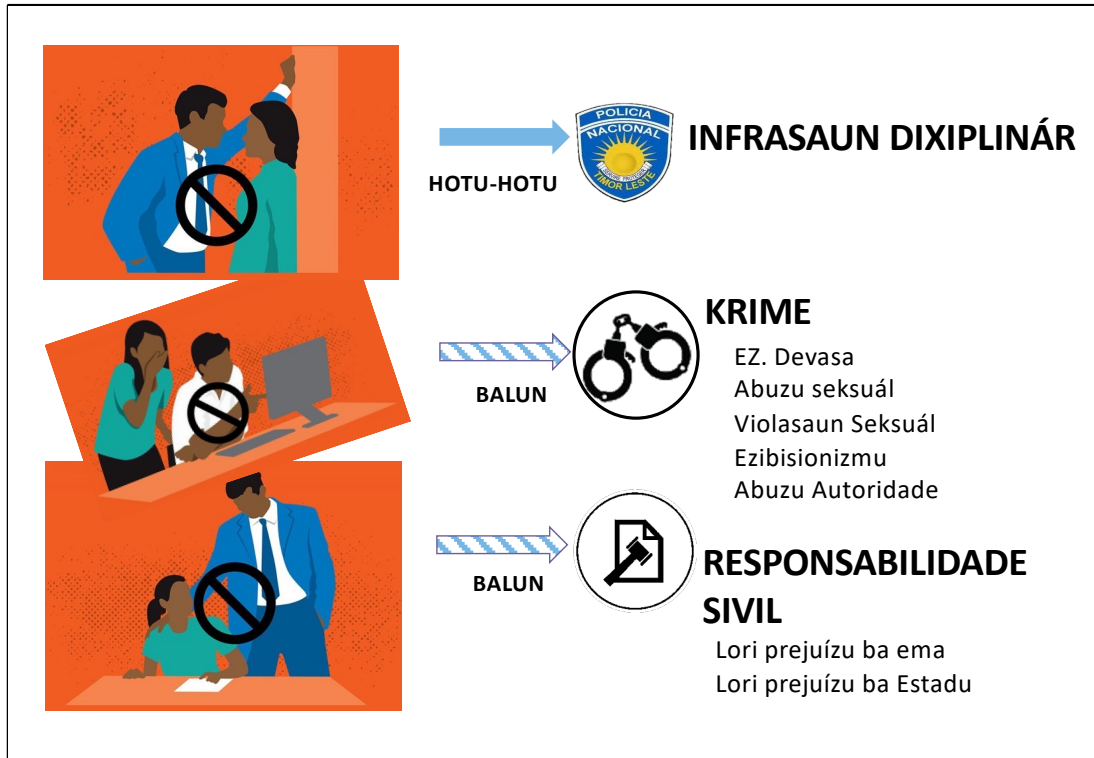 POLICIA
NACIONAL
TIMOR LESTE
INFRASAUN DIXIPLINÁR
HOTU-HOTU
KRIME
EZ. Devasa
Abuzu seksuál
Violasaun Seksuál
Ezibisionizmu
Abuzu Autoridade
BALUN
RESPONSABILIDADE
SIVIL
Lori prejuízu ba ema
Lori prejuízu ba Estadu
BALUN